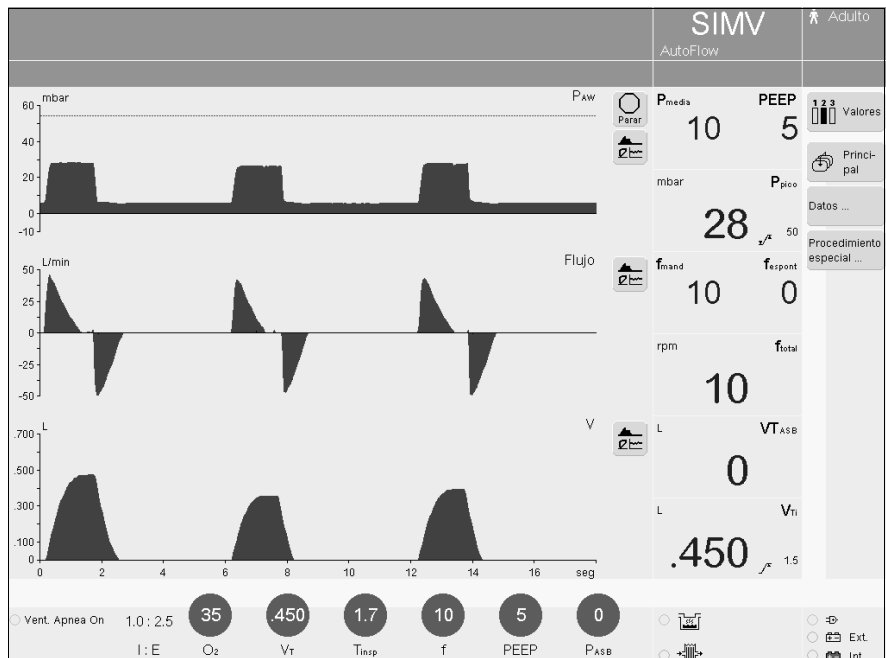 SIMV
AutoFlow
Adulto
mbar
PAW
60
40
20
0
-10
Parar
Pmedia PEEP
10 5
mbar Ppico
28 50
1 2 3 Valores
Princi-
pal
Datos ...
Procedimiento
especial ...
L/min
Flujo
50
25
0
-25
-50
fmand fespont
10 0
rpm ftotal
10
L
V
.700
.500
.300
.100
0
0 2 4 6 8 10 12 14 16 seg
L VTASB
0
L VTi
.450 1.5
Vent. Apnea On
1.0 : 2.5 35 .450 1.7 10 5 0
I : E O2 VT Tinsp f PEEP PASB
Ext.
Int.